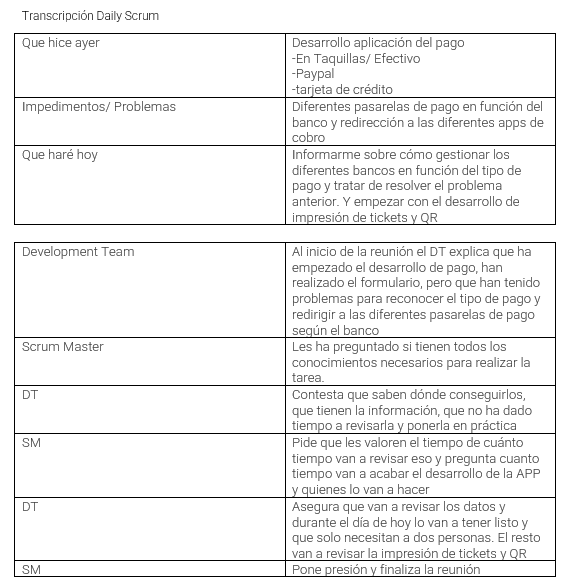 Transcripción Daily Scrum
Que hice ayer
Desarrollo aplicación del pago
-En Taquillas/ Efectivo
-Paypal
-tarjeta de crédito
Impedimentos/ Problemas
Diferentes pasarelas de pago en función del
banco y redirección a las diferentes apps de
cobro
Que haré hoy
Informarme sobre cómo gestionar los
diferentes bancos en función del tipo de
pago y tratar de resolver el problema
anterior. Y empezar con el desarrollo de
impresión de tickets y QR
Development Team
Al inicio de la reunión el DT explica que ha
empezado el desarrollo de pago, han
realizado el formulario, pero que han tenido
problemas para reconocer el tipo de pago y
redirigir a las diferentes pasarelas de pago
según el banco
Scrum Master
Les ha preguntado si tienen todos los
conocimientos necesarios para realizar la
tarea.
DT
Contesta que saben dónde conseguirlos,
que tienen la información, que no ha dado
tiempo a revisarla y ponerla en práctica
SM
Pide que les valoren el tiempo de cuánto
tiempo van a revisar eso y pregunta cuanto
tiempo van a acabar el desarrollo de la APP
y quienes lo van a hacer
DT
Asegura que van a revisar los datos y
durante el día de hoy lo van a tener listo y
que solo necesitan a dos personas. El resto
van a revisar la impresión de tickets y QR
SM
Pone presión y finaliza la reunión